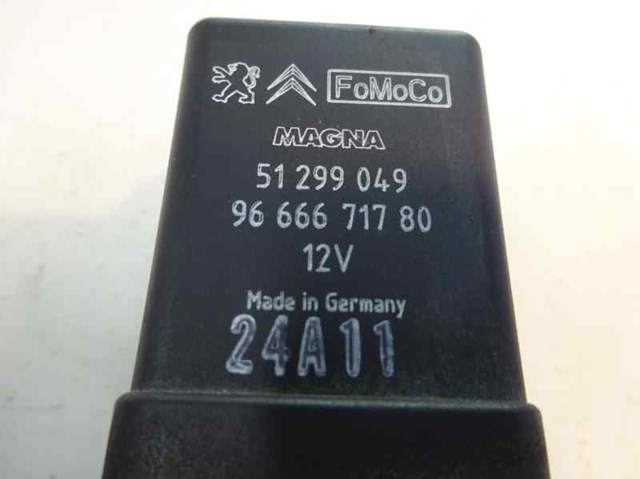 FoMoCo
MAGNA
51 299 049
96 666 717 80
12V
Made in Germany
24A11